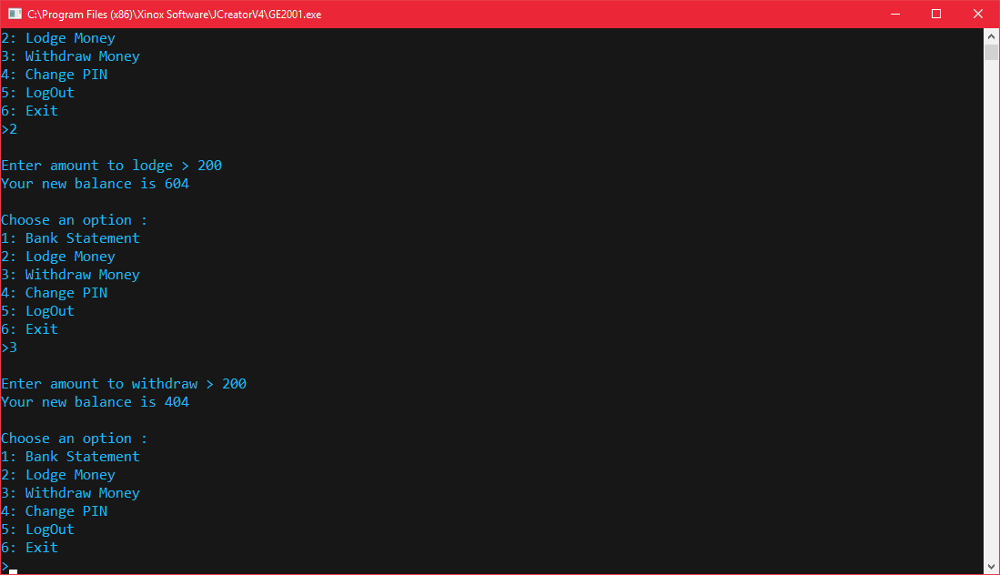 C:\Program Files (x86)\Xinox Software\JCreatorV4\GE2001.exe
2: Lodge Money
3: Withdraw Money
4: Change PIN
5: LogOut
6: Exit
>2
Enter amount to lodge > 200
Your new balance is 604
Choose an option :
1: Bank Statement
2: Lodge Money
3: Withdraw Money
4: Change PIN
5: LogOut
6: Exit
>3
Enter amount to withdraw > 200
Your new balance is 404
Choose an option :
1: Bank Statement
2: Lodge Money
3: Withdraw Money
4: Change PIN
5: LogOut
6: Exit
>